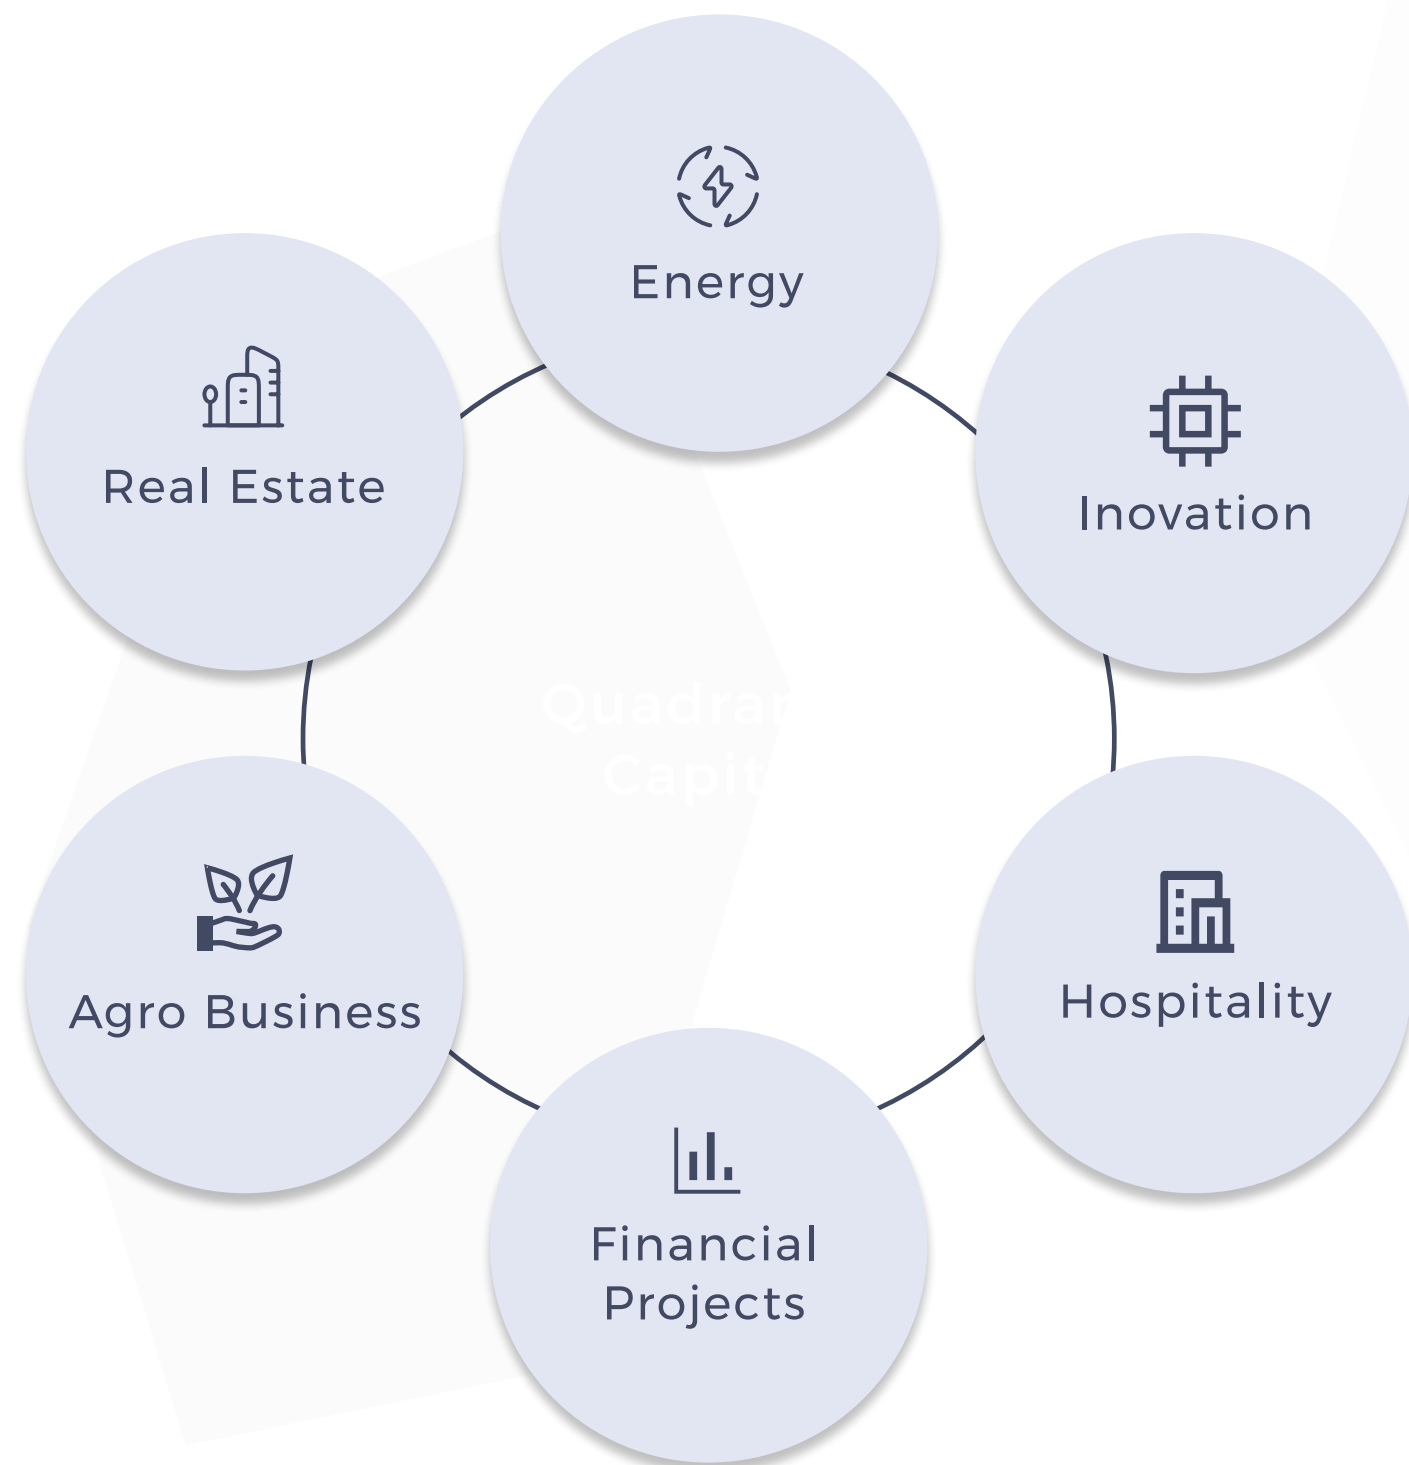 Energy
Real Estate
Inovation
Agro Business
Hospitality
Financial
Projects